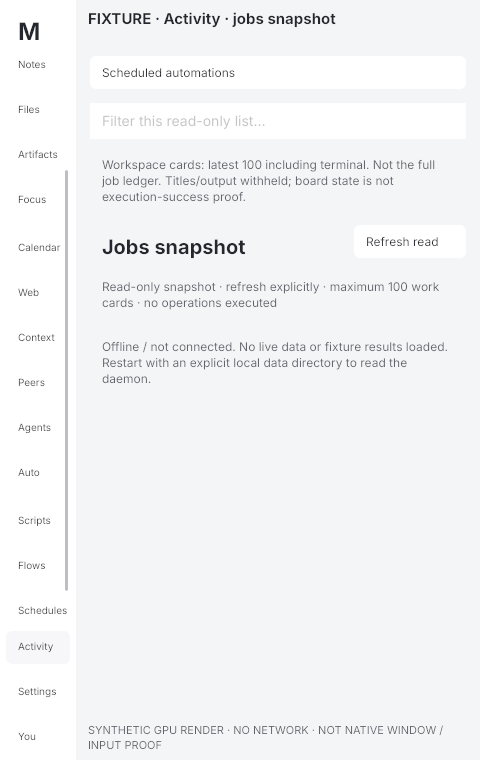 M
Notes
Files
Artifacts
Focus
Calendar
Web
Context
Peers
Agents
Auto
Scripts
Flows
Schedules
Activity
Settings
You
FIXTURE · Activity · jobs snapshot
Scheduled automations
Filter this read-only list...
Workspace cards: latest 100 including terminal. Not the full
job ledger. Titles/output withheld; board state is not
execution-success proof.
Jobs snapshot
Refresh read
Read-only snapshot · refresh explicitly · maximum 100 work
cards · no operations executed
Offline / not connected. No live data or fixture results loaded.
Restart with an explicit local data directory to read the
daemon.
SYNTHETIC GPU RENDER · NO NETWORK · NOT NATIVE WINDOW /
INPUT PROOF